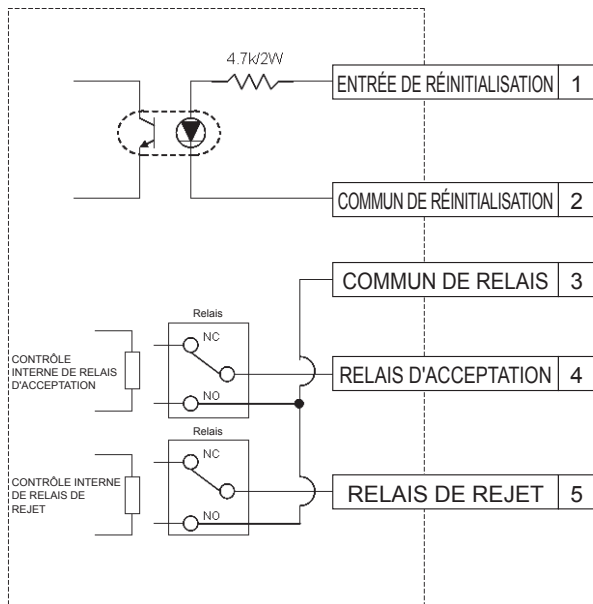 4.7k/2W
ENTRÉE DE RÉINITIALISATION 1
COMMUN DE RÉINITIALISATION 2
COMMUN DE RELAIS 3
Relais
NC
CONTRÔLE
INTERNE DE RELAIS
D'ACCEPTATION
RELAIS D'ACCEPTATION 4
NO
Relais
NC
CONTRÔLE INTERNE
DE RELAIS DE
REJET
RELAIS DE REJET 5
NO